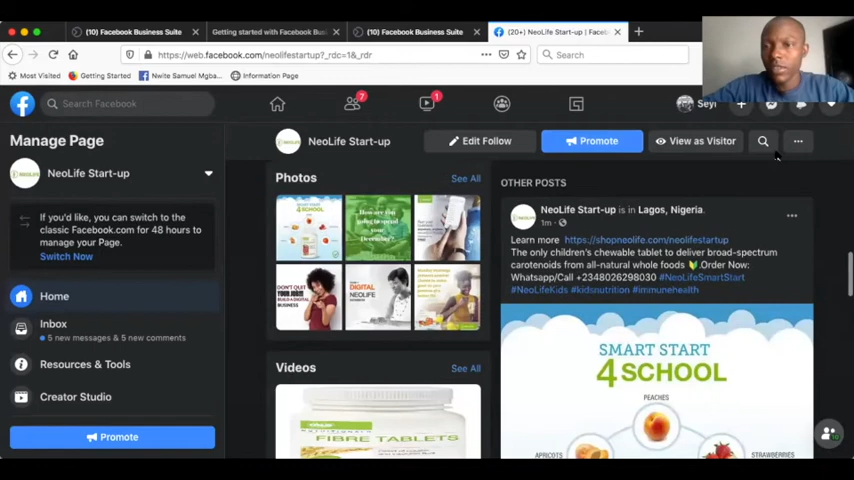 (10) Facebook Business Suite
Getting started with Facebook Bus
(10) Facebook Business Suite
(20+) NeoLife Start-up | Faceb
https://web.facebook.com/neolifestartup?_rdc=1&_rdr
Search
Most Visited
Getting Started
Nwite Samuel Mgba...
Information Page
Search Facebook
7
1
Seyi
Manage Page
NeoLife Start-up
Edit Follow
Promote
View as Visitor
NeoLife Start-up
If you'd like, you can switch to the
classic Facebook.com for 48 hours to
manage your Page.
Switch Now
Home
Inbox
5 new messages & 5 new comments
Resources & Tools
Creator Studio
Promote
Photos
See All
4 SCHOOL
Videos
See All
FIBRE TABLETS
OTHER POSTS
NeoLife Start-up is in Lagos, Nigeria.
1m ·
Learn more https://shopneolife.com/neolifestartup
The only children's chewable tablet to deliver broad-spectrum
carotenoids from all-natural whole foods .Order Now:
Whatsapp/Call +2348026298030 #NeoLifeSmartStart
#NeoLifeKids #kidsnutrition #immunehealth
SMART START
4 SCHOOL
PEACHES
APRICOTS
STRAWBERRIES